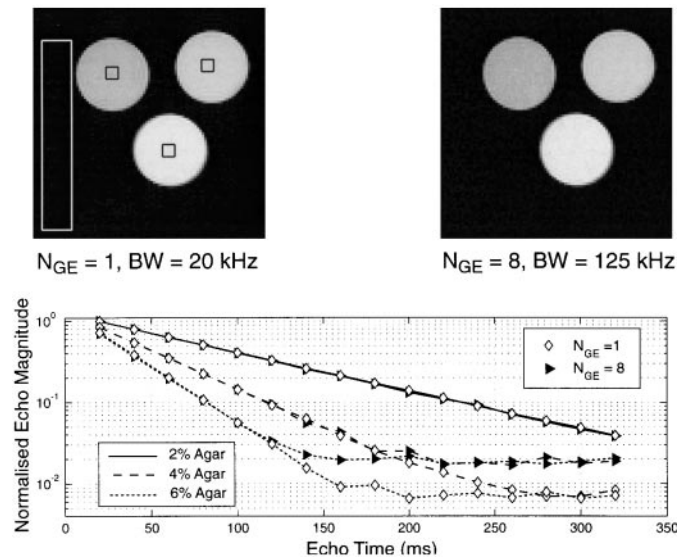 N_GE = 1, BW = 20 kHz
N_GE = 8, BW = 125 kHz
Normalised Echo Magnitude
10^0
10^-1
10^-2
N_GE =1
N_GE = 8
2% Agar
4% Agar
6% Agar
0 50 100 150 200 250 300 350
Echo Time (ms)